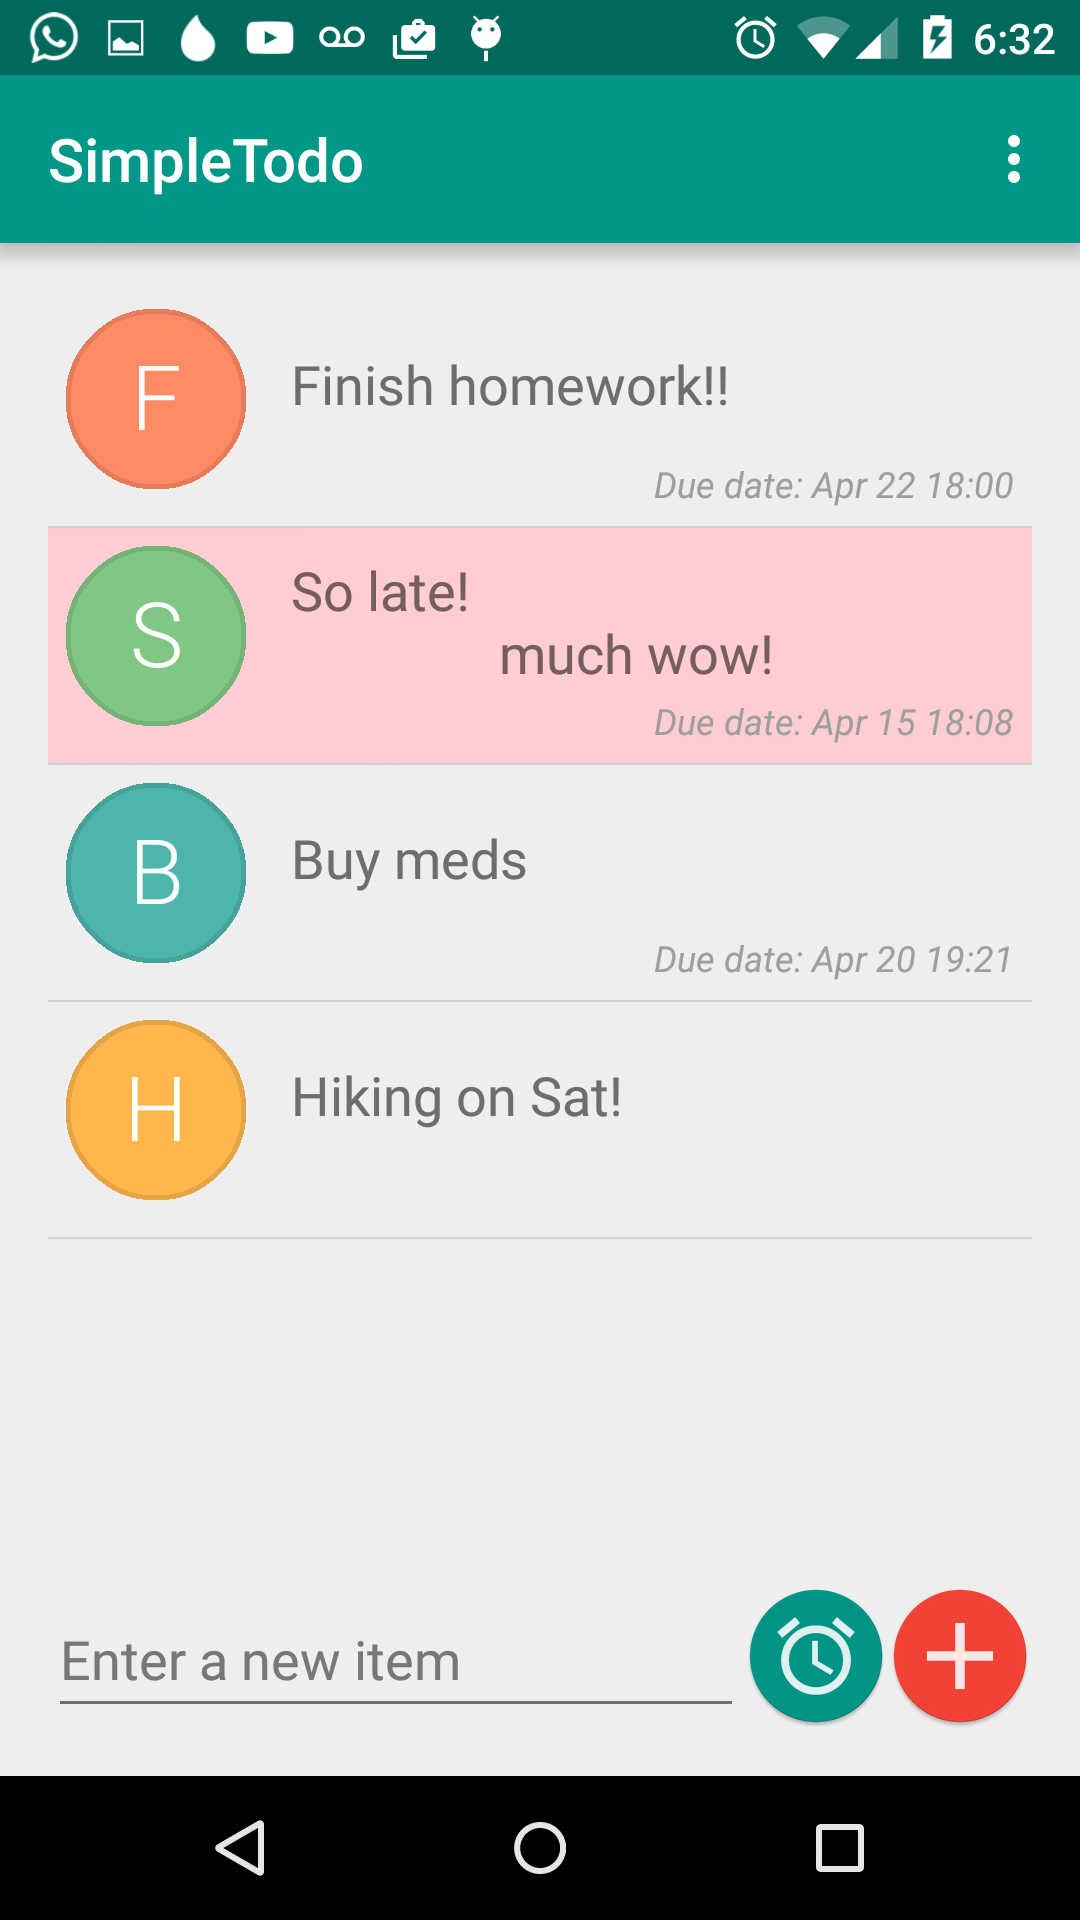 6:32
SimpleTodo
F
Finish homework!!
Due date: Apr 22 18:00
S
So late!
much wow!
Due date: Apr 15 18:08
B
Buy meds
Due date: Apr 20 19:21
H
Hiking on Sat!
Enter a new item